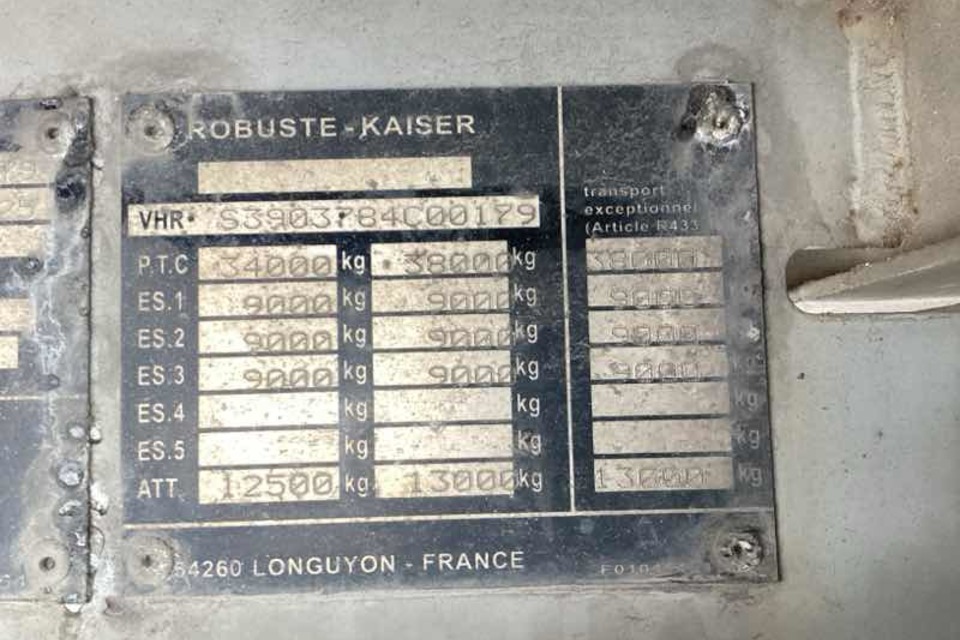 ROBUSTE - KAISER
VHR S3903784C00179
transport
exceptionnel
(Article R433
P.T.C 34000 kg 38000 kg 38000
ES.1 9000 kg 9000 kg 9000
ES.2 9000 kg 9000 kg 9000
ES.3 9000 kg 9000 kg 9000
ES.4 kg kg kg
ES.5 kg kg kg
ATT 12500 kg 13000 kg 13000 kg
54260 LONGUYON - FRANCE